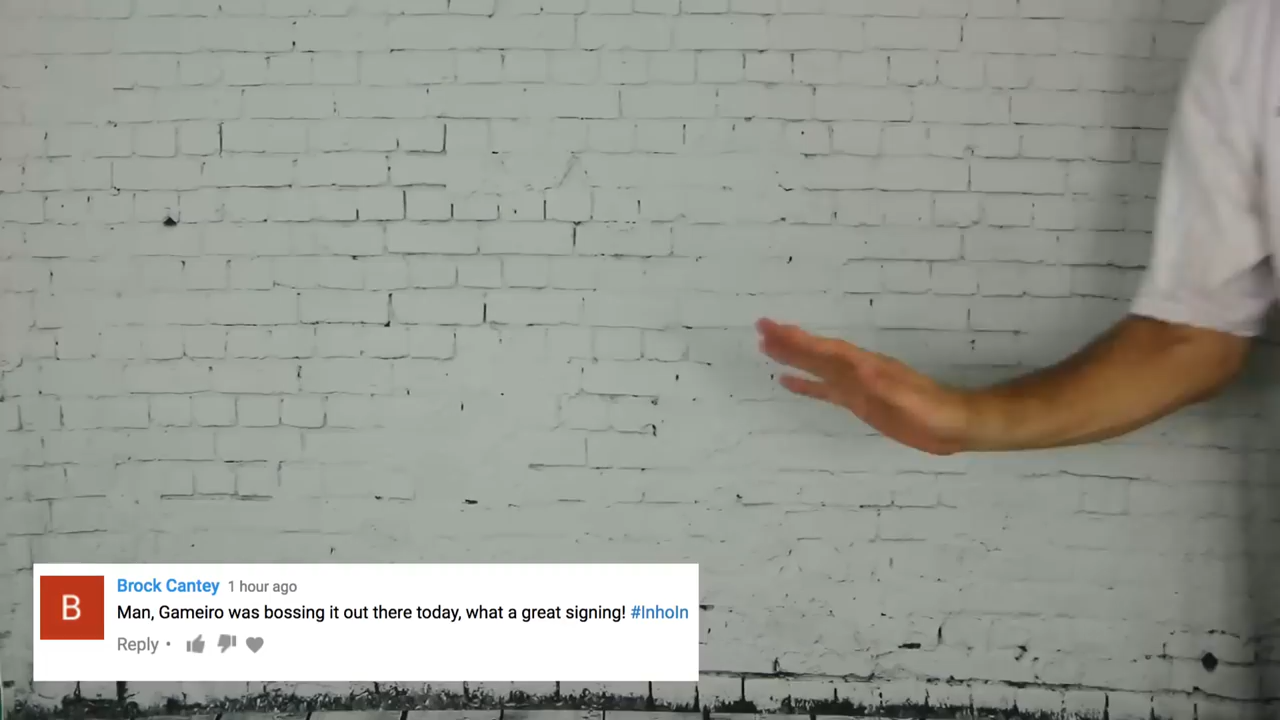 B
Brock Cantey 1 hour ago
Man, Gameiro was bossing it out there today, what a great signing! #InhoIn
Reply •